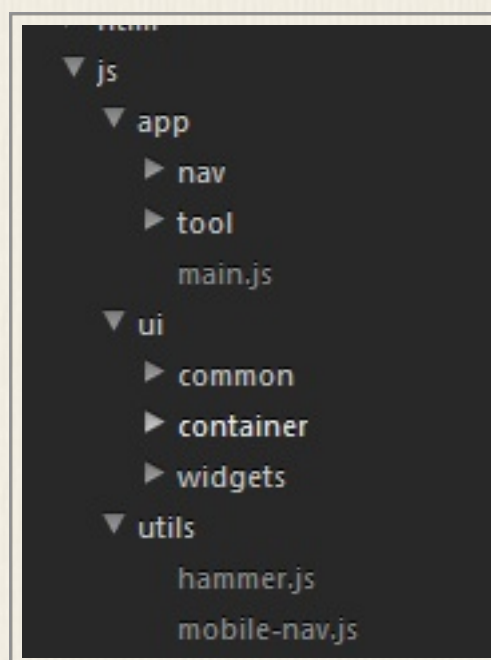 js
app
nav
tool
main.js
ui
common
container
widgets
utils
hammer.js
mobile-nav.js